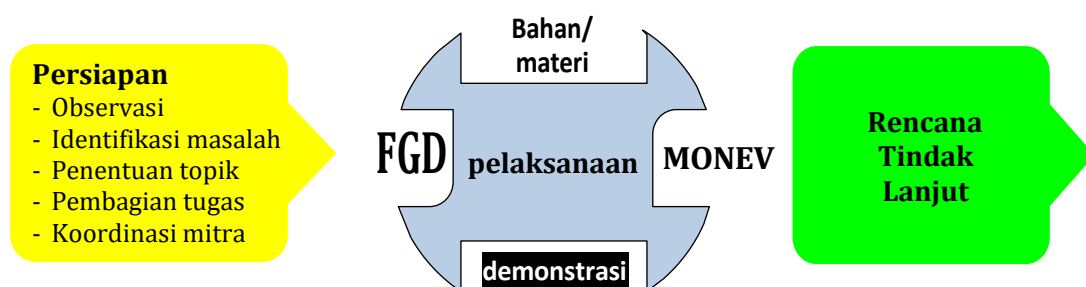 Persiapan
- Observasi
- Identifikasi masalah
- Penentuan topik
- Pembagian tugas
- Koordinasi mitra
Bahan/
materi
FGD
pelaksanaan
MONEV
demonstrasi
Rencana
Tindak
Lanjut